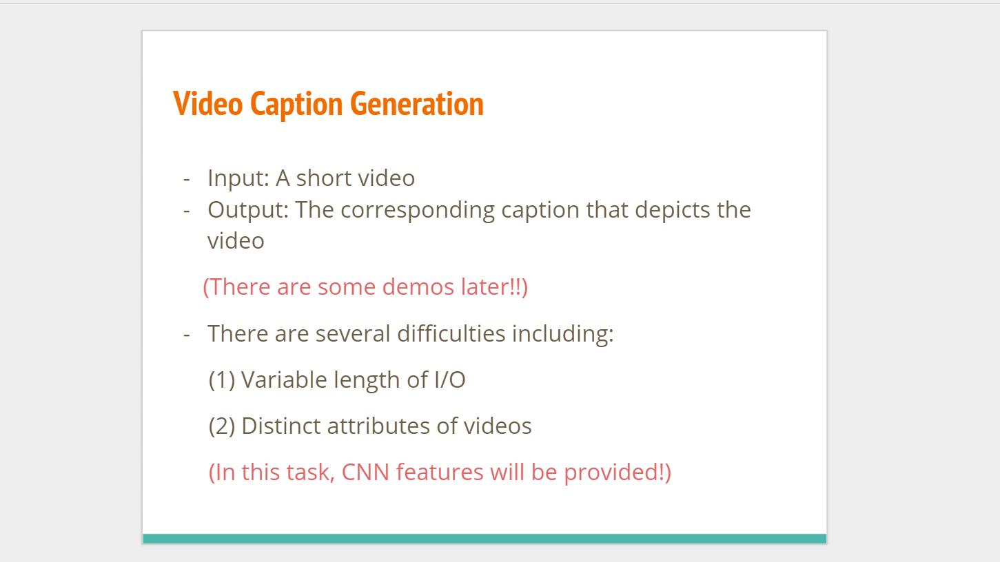 Video Caption Generation
- Input: A short video
- Output: The corresponding caption that depicts the
video
(There are some demos later!!)
- There are several difficulties including:
(1) Variable length of I/O
(2) Distinct attributes of videos
(In this task, CNN features will be provided!)